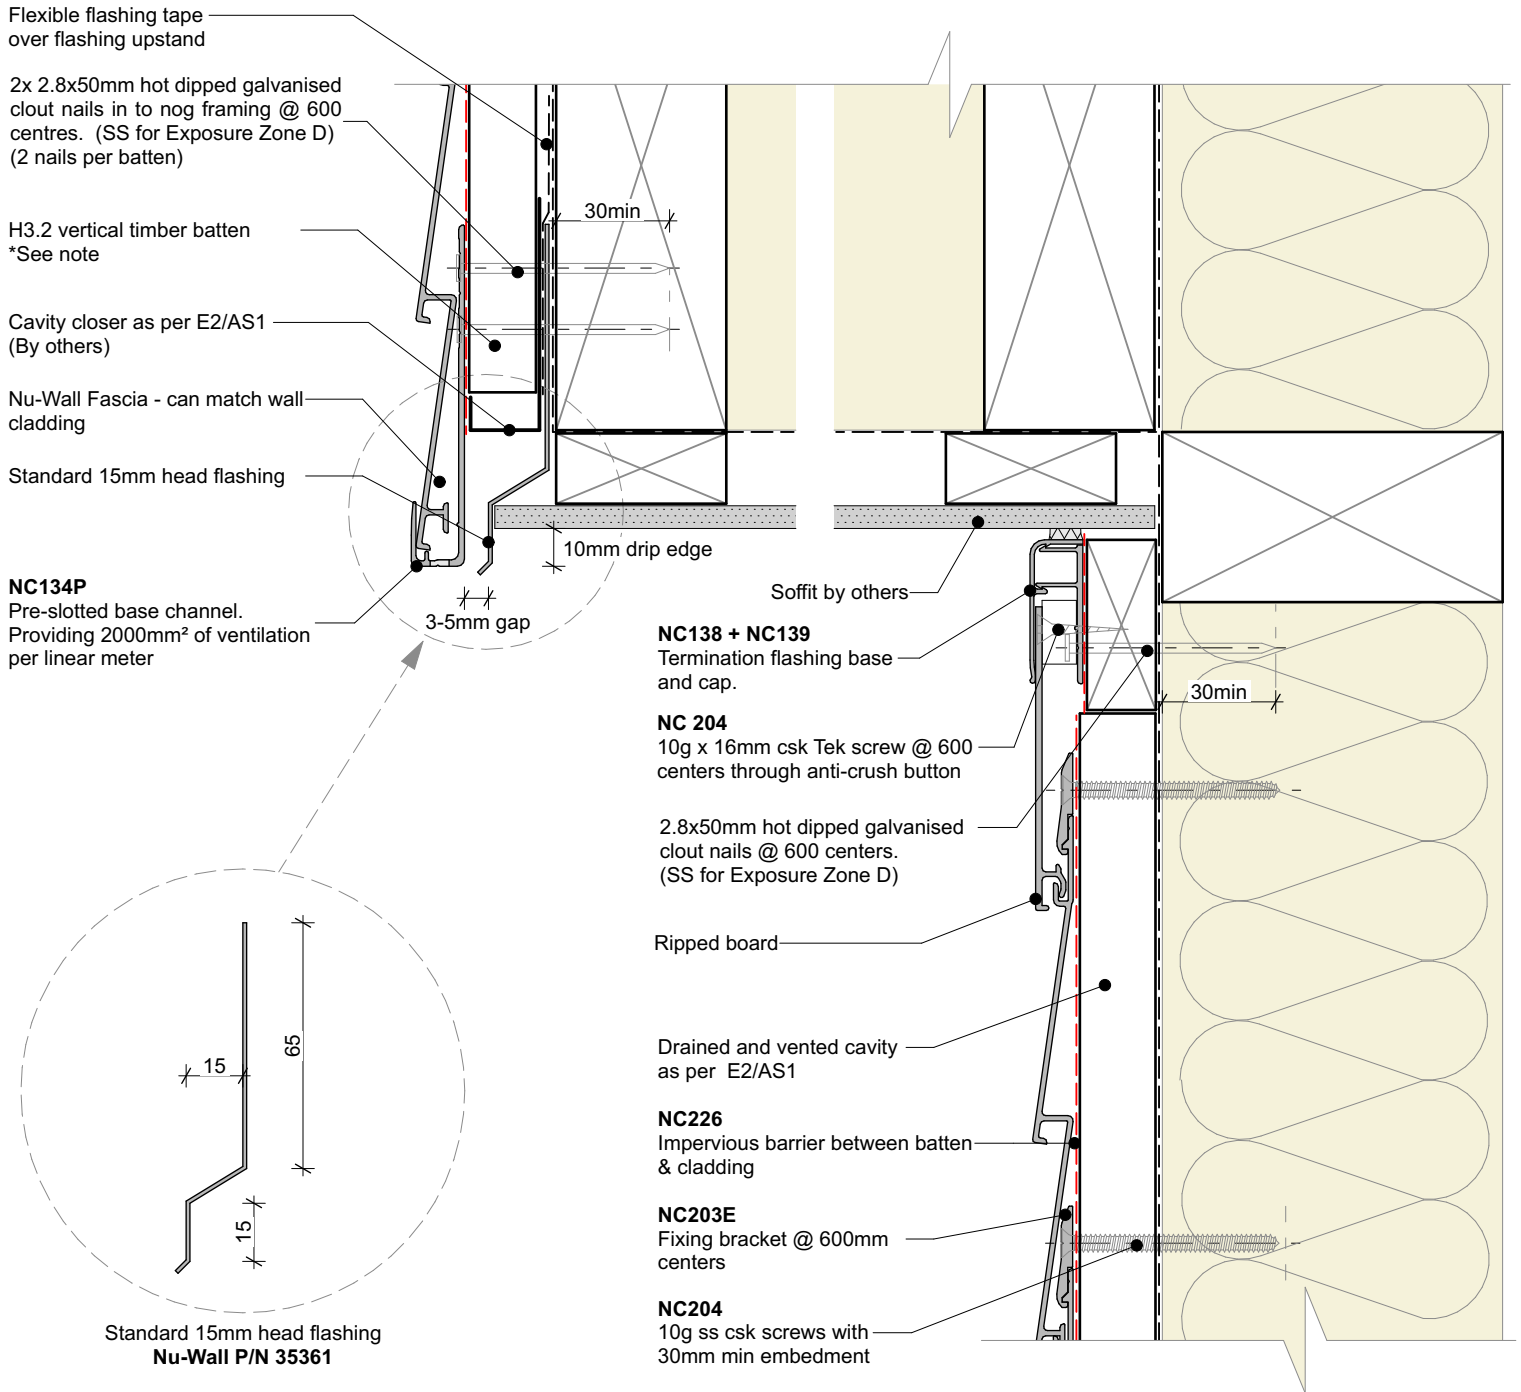 Flexible flashing tape
over flashing upstand
2x 2.8x50mm hot dipped galvanised
clout nails in to nog framing @ 600
centres.  (SS for Exposure Zone D)
(2 nails per batten)
H3.2 vertical timber batten
*See note
Cavity closer as per E2/AS1
(By others)
Nu-Wall Fascia - can match wall
cladding
Standard 15mm head flashing
NC134P
Pre-slotted base channel.
Providing 2000mm² of ventilation
per linear meter
30min
10mm drip edge
3-5mm gap
Soffit by others
NC138 + NC139
Termination flashing base
and cap.
NC 204
10g x 16mm csk Tek screw @ 600
centers through anti-crush button
2.8x50mm hot dipped galvanised
clout nails @ 600 centers.
(SS for Exposure Zone D)
30min
Ripped board
Drained and vented cavity
as per  E2/AS1
NC226
Impervious barrier between batten
& cladding
NC203E
Fixing bracket @ 600mm
centers
NC204
10g ss csk screws with
30mm min embedment
15
65
15
Standard 15mm head flashing
Nu-Wall P/N 35361